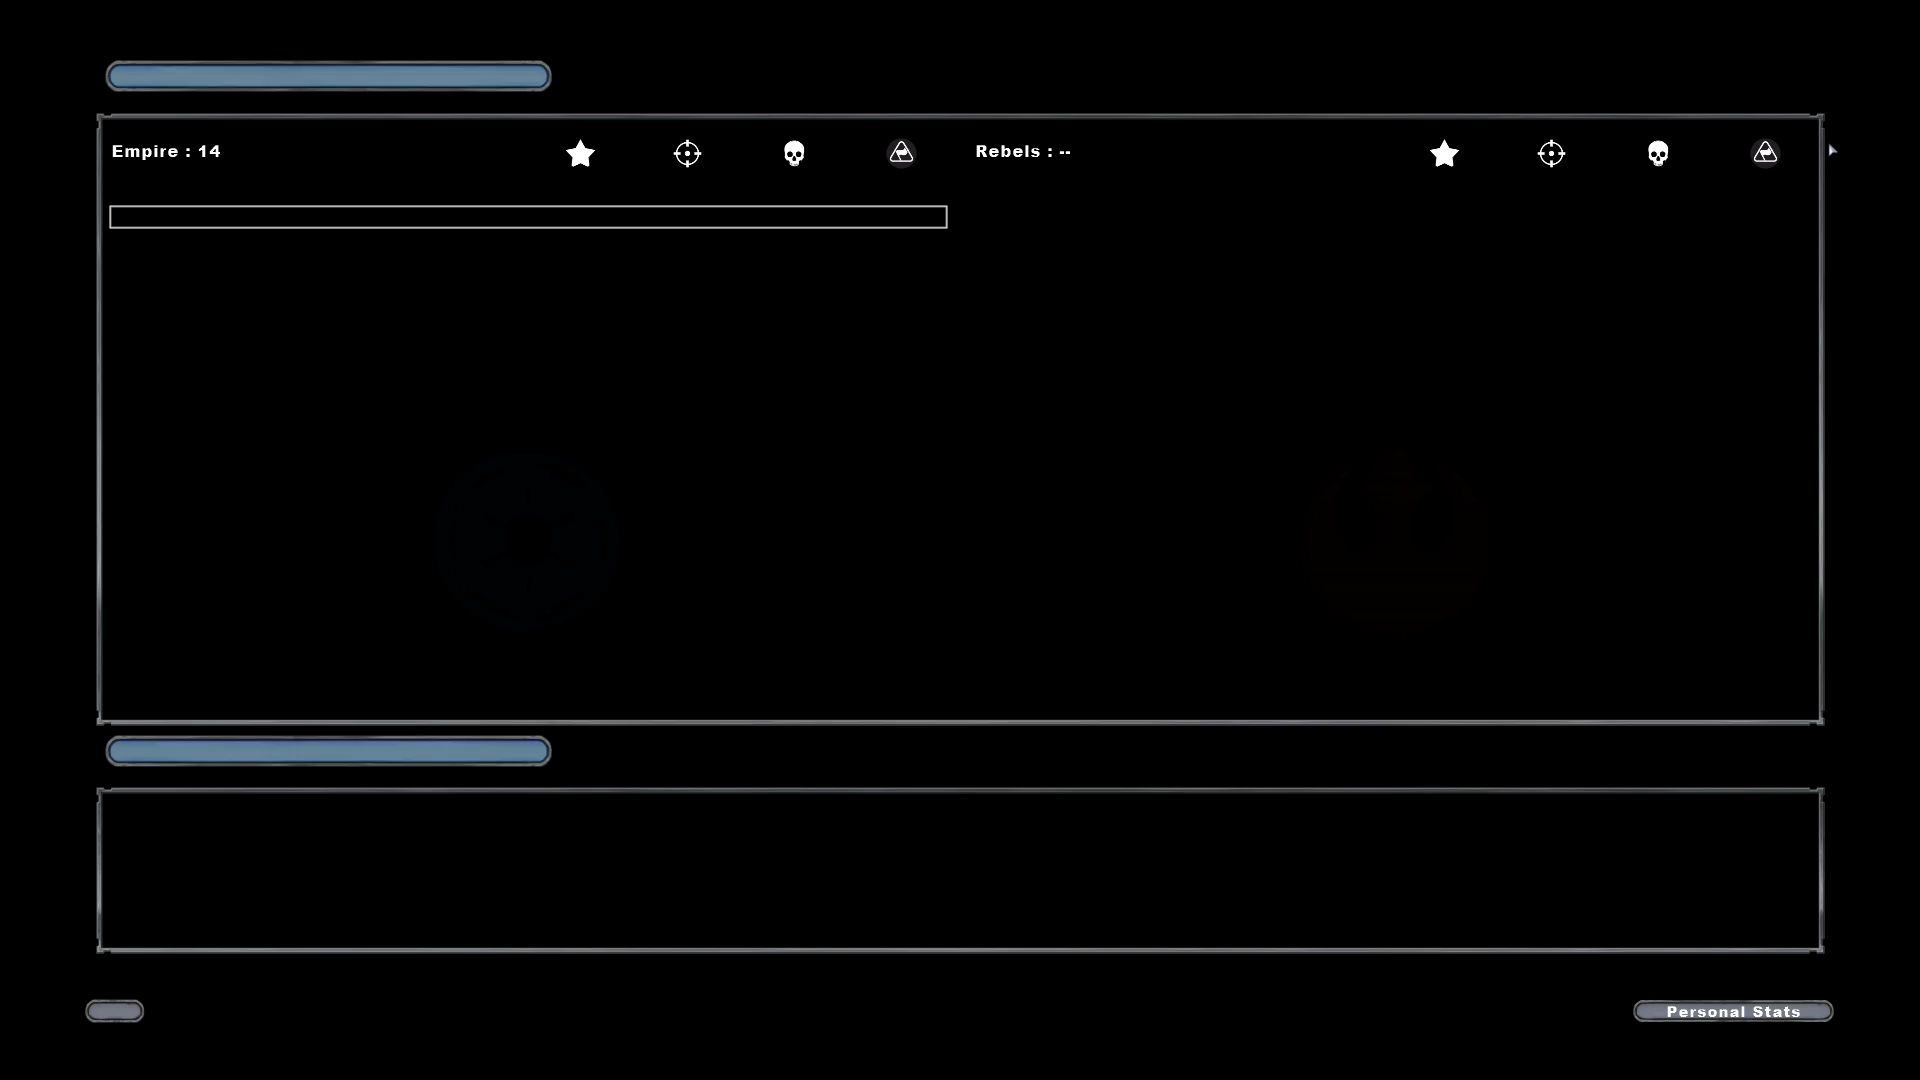 Empire : 14
Rebels : --
Personal Stats